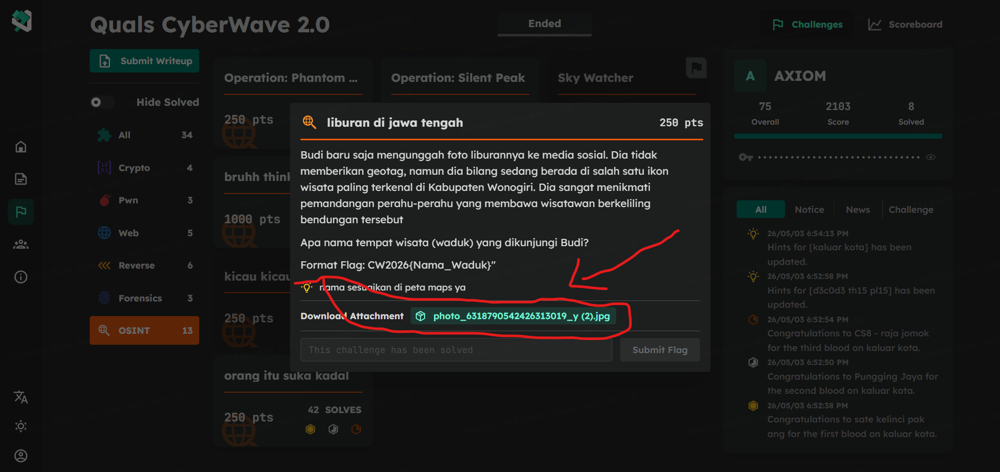 Quals CyberWave 2.0
Ended
Challenges
Scoreboard
Submit Writeup
Hide Solved
All 34
Crypto 4
Pwn 3
Web 5
Reverse 6
Forensics 3
OSINT 13
Operation: Phantom ...
250 pts
Operation: Silent Peak
Sky Watcher
bruhh think
1000 pts
kicau kicau
250 pts
orang itu suka kadal
42 SOLVES
250 pts
liburan di jawa tengah
250 pts
Budi baru saja mengunggah foto liburannya ke media sosial. Dia tidak
memberikan geotag, namun dia bilang sedang berada di salah satu ikon
wisata paling terkenal di Kabupaten Wonogiri. Dia sangat menikmati
pemandangan perahu-perahu yang membawa wisatawan berkeliling
bendungan tersebut
Apa nama tempat wisata (waduk) yang dikunjungi Budi?
Format Flag: CW2026{Nama_Waduk}"
nama sesuaikan di peta maps ya
Download Attachment photo_6318790542426313019_y (2).jpg
This challenge has been solved
Submit Flag
A
AXIOM
75 2103 8
Overall Score Solved
All Notice News Challenge
26/05/03 6:54:13 PM
Hints for [kaluar kota] has been
updated.
26/05/03 6:52:58 PM
Hints for [d3c0d3 th15 pl15] has been
updated.
26/05/03 6:52:54 PM
Congratulations to CS8 - raja jomok
for the third blood on kaluar kota.
26/05/03 6:52:50 PM
Congratulations to Pungging Jaya for
the second blood on kaluar kota.
26/05/03 6:52:38 PM
Congratulations to sate kelinci pak
ang for the first blood on kaluar kota.